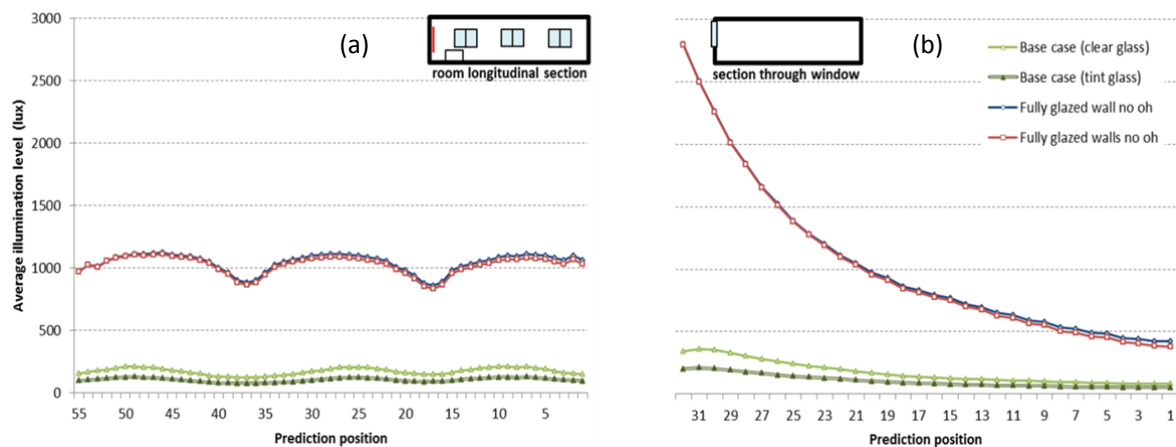 3000
2500
2000
1500
1000
500
0
Average illumination level (lux)
(a)
room longitudinal section
55 50 45 40 35 30 25 20 15 10 5
Prediction position
(b)
section through window
Base case (clear glass)
Base case (tint glass)
Fully glazed wall no oh
Fully glazed walls no oh
31 29 27 25 23 21 19 17 15 13 11 9 7 5 3 1
Prediction position